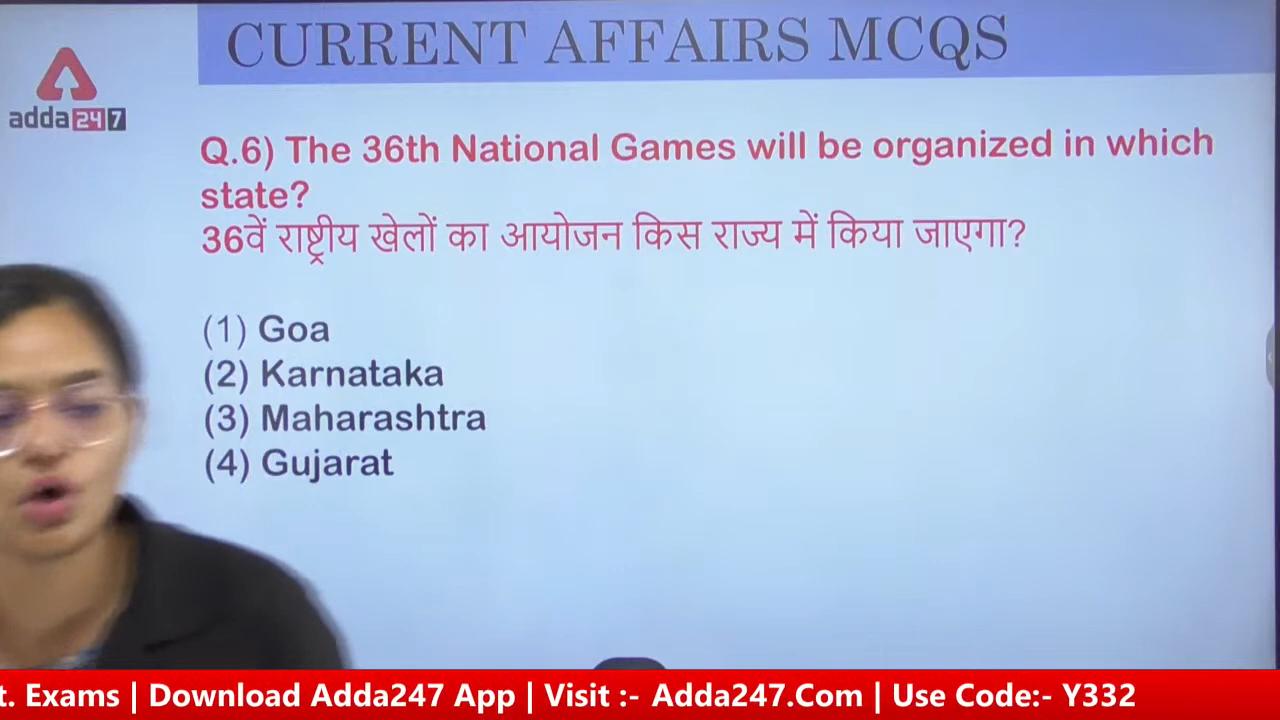 CURRENT AFFAIRS MCQS
adda247
Q.6) The 36th National Games will be organized in which
state?
36वें राष्ट्रीय खेलों का आयोजन किस राज्य में किया जाएगा?
(1) Goa
(2) Karnataka
(3) Maharashtra
(4) Gujarat
t. Exams | Download Adda247 App | Visit :- Adda247.Com | Use Code:- Y332